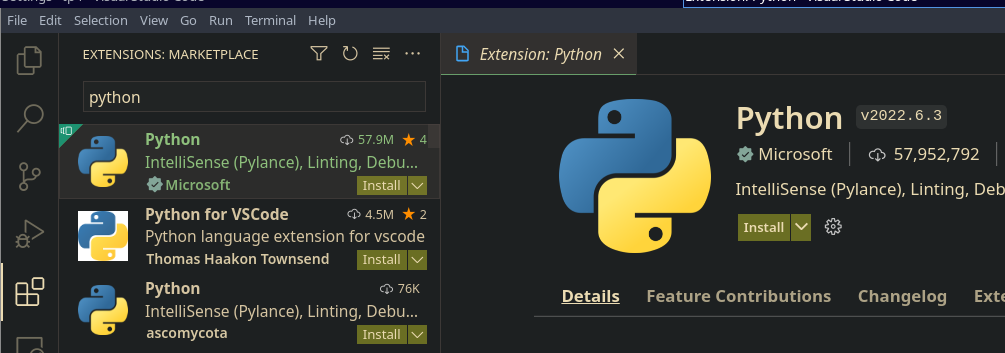 File Edit Selection View Go Run Terminal Help
EXTENSIONS: MARKETPLACE
python
Python 57.9M 4
IntelliSense (Pylance), Linting, Debu...
Microsoft Install
Python for VSCode 4.5M 2
Python language extension for vscode
Thomas Haakon Townsend Install
Python 76K
IntelliSense (Pylance), Linting, Debu...
ascomycota Install
Extension: Python
Python v2022.6.3
Microsoft 57,952,792
IntelliSense (Pylance), Linting, Deb
Install
Details Feature Contributions Changelog Exte